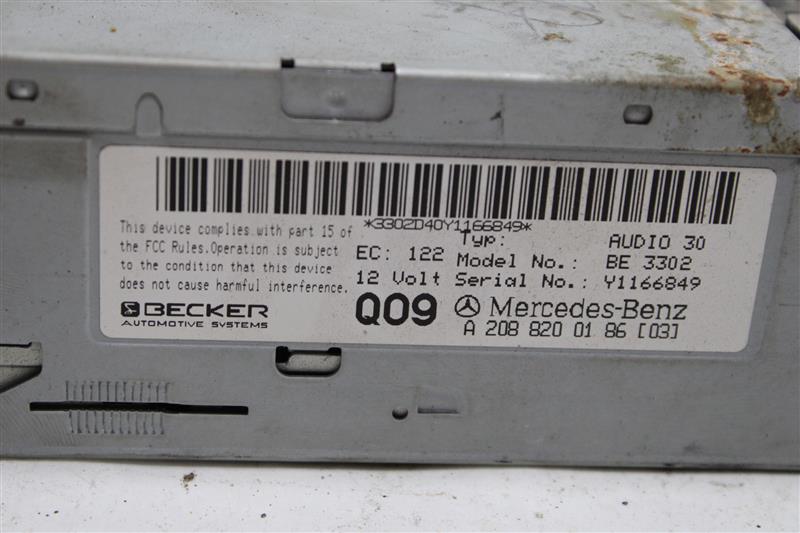 *3302D40Y1166849*
This device complies with part 15 of
the FCC Rules.Operation is subject
to the condition that this device
does not cause harmful interference.
BECKER
AUTOMOTIVE SYSTEMS
EC: 122
12 Volt
Q09
Typ: AUDIO 30
Model No.: BE 3302
Serial No.: Y1166849
Mercedes-Benz
A 208 820 01 86 [03]